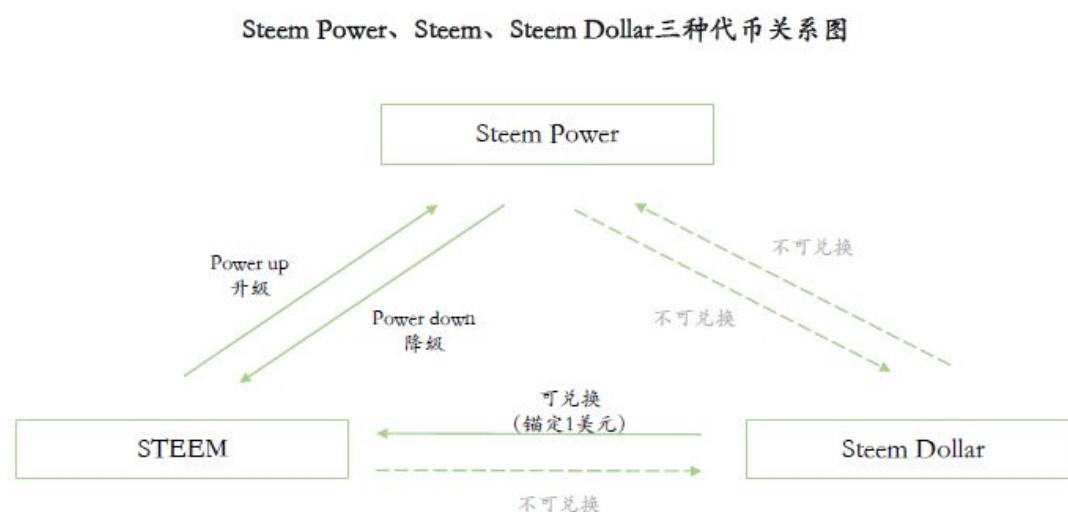 Steem Power、Steem、Steem Dollar三种代币关系图
Steem Power
不可兑换
Power up
升级
不可兑换
Power down
降级
可兑换
(锚定1美元)
STEEM
Steem Dollar
不可兑换